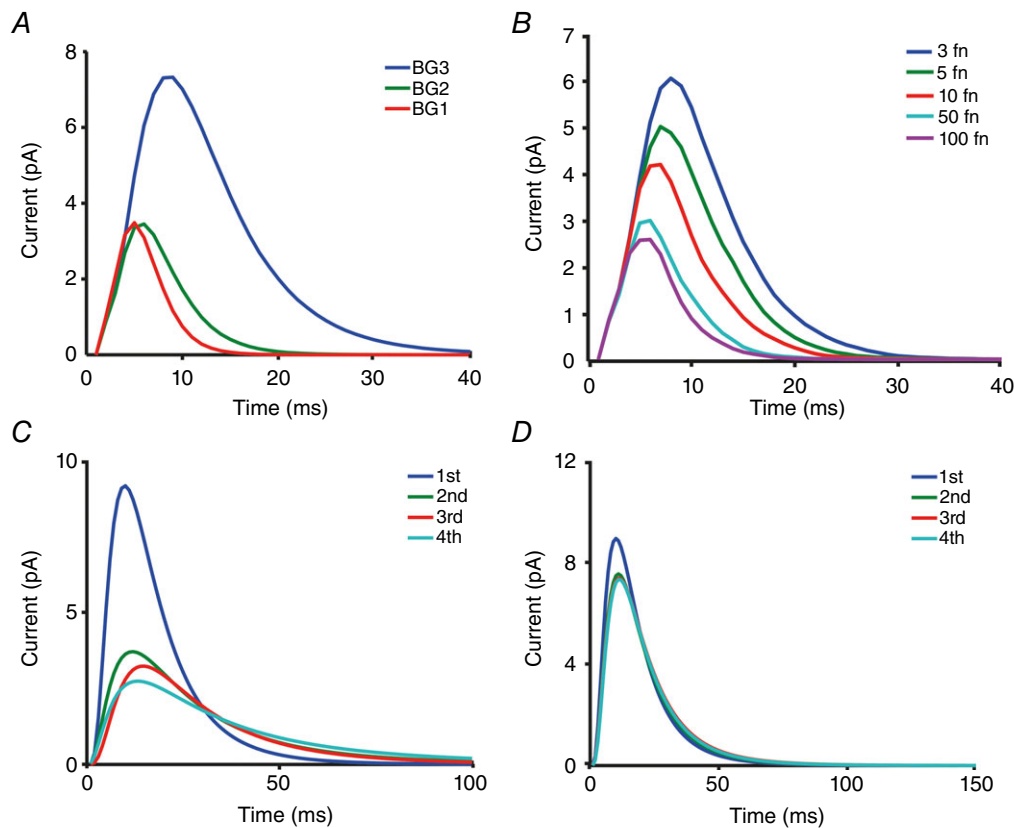 A
8
6
4
2
0
Current (pA)
BG3
BG2
BG1
0
10
20
30
40
Time (ms)
B
7
6
5
4
3
2
1
0
Current (pA)
3 fn
5 fn
10 fn
50 fn
100 fn
0
10
20
30
40
Time (ms)
C
10
5
0
Current (pA)
1st
2nd
3rd
4th
0
50
100
Time (ms)
D
12
8
4
0
Current (pA)
1st
2nd
3rd
4th
0
50
100
150
Time (ms)